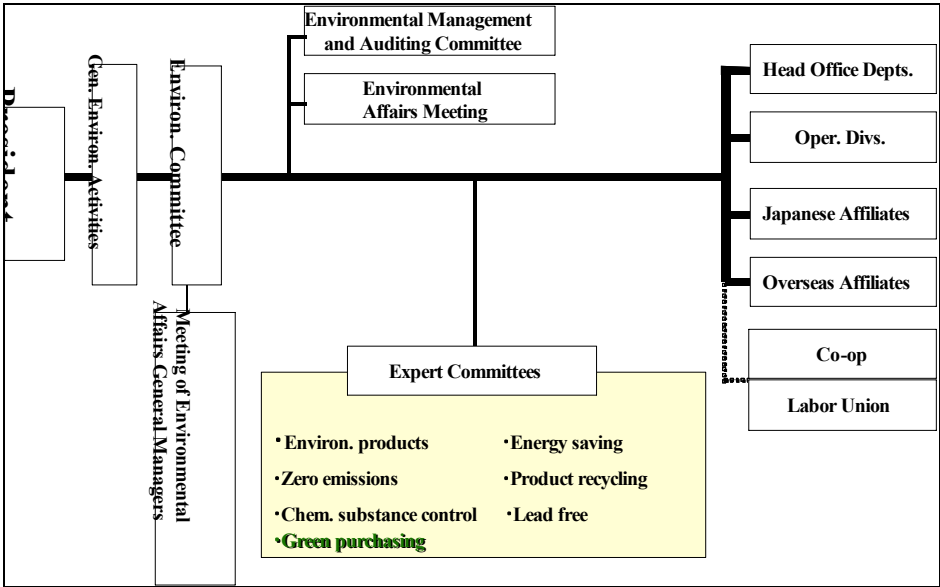 President
Gen. Environ. Activities
Environ. Committee
Meeting of Environmental
Affairs General Managers
Environmental Management
and Auditing Committee
Environmental
Affairs Meeting
Expert Committees
·Environ. products
·Energy saving
·Zero emissions
·Product recycling
·Chem. substance control
·Lead free
·Green purchasing
Head Office Depts.
Oper. Divs.
Japanese Affiliates
Overseas Affiliates
Co-op
Labor Union